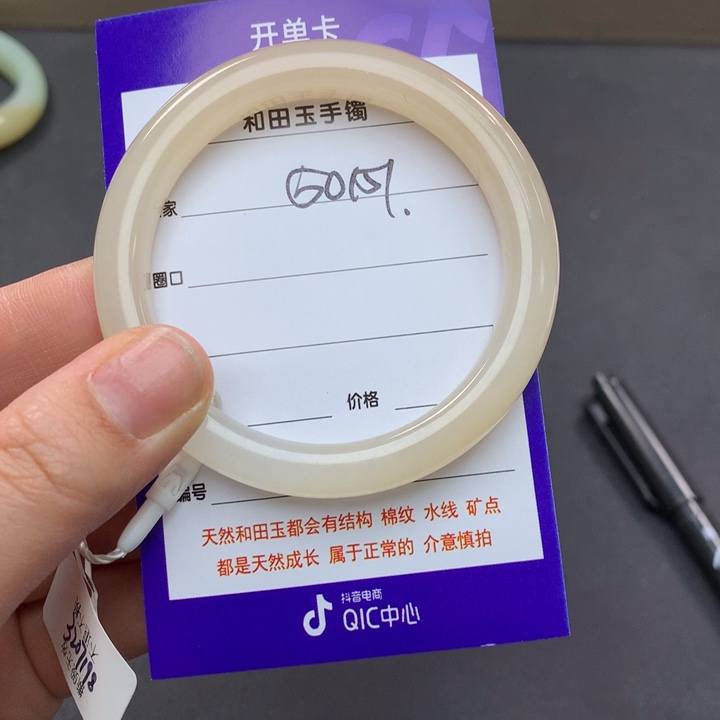 开单卡
和田玉手镯
家
圈口
价格
编号
天然和田玉都会有结构 棉纹 水线 矿点
都是天然成长 属于正常的 介意慎拍
抖音电商
QIC中心